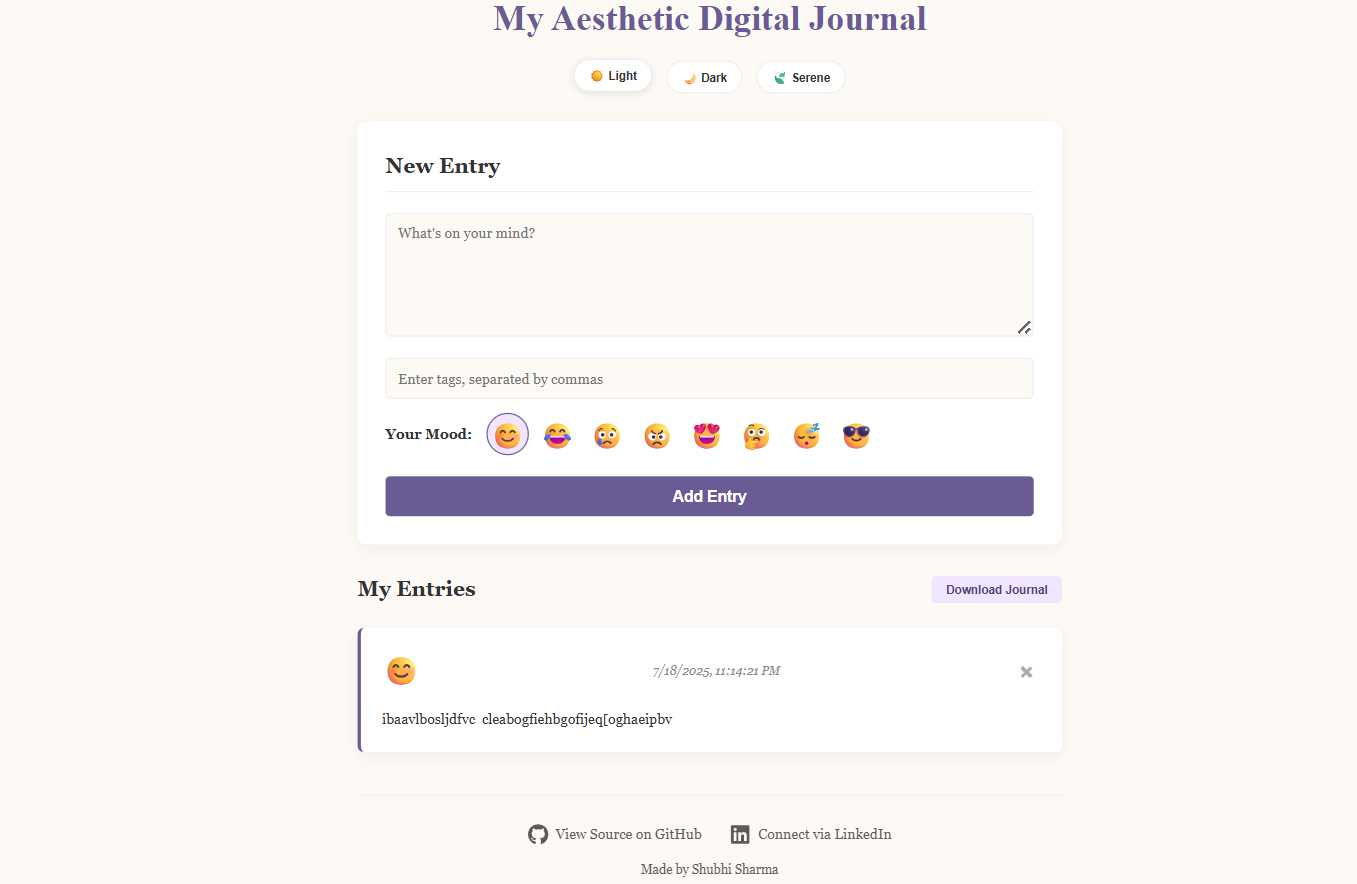 My Aesthetic Digital Journal
Light Dark Serene
New Entry
What's on your mind?
Enter tags, separated by commas
Your Mood:
Add Entry
My Entries Download Journal
7/18/2025, 11:14:21 PM
ibaavlbosljdfvc  cleabogfiehbgofijeq[oghaeipbv
View Source on GitHub Connect via LinkedIn
Made by Shubhi Sharma